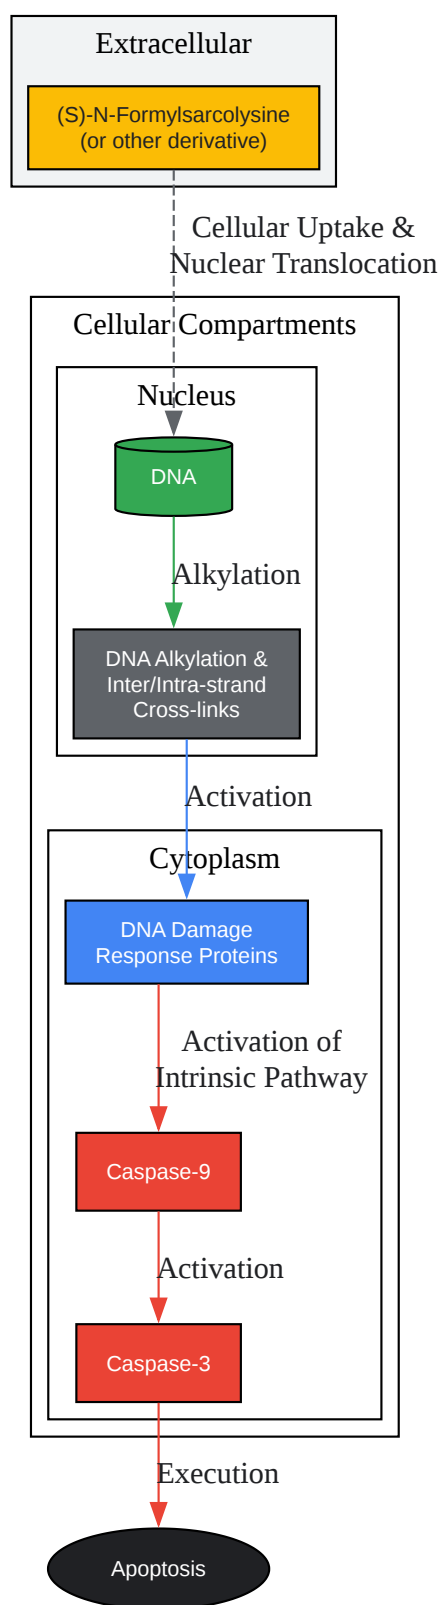 Extracellular
(S)-N-Formylsarcolysine
(or other derivative)
Cellular Uptake &
Nuclear Translocation
Cellular Compartments
Nucleus
DNA
Alkylation
DNA Alkylation &
Inter/Intra-strand
Cross-links
Activation
Cytoplasm
DNA Damage
Response Proteins
Activation of
Intrinsic Pathway
Caspase-9
Activation
Caspase-3
Execution
Apoptosis